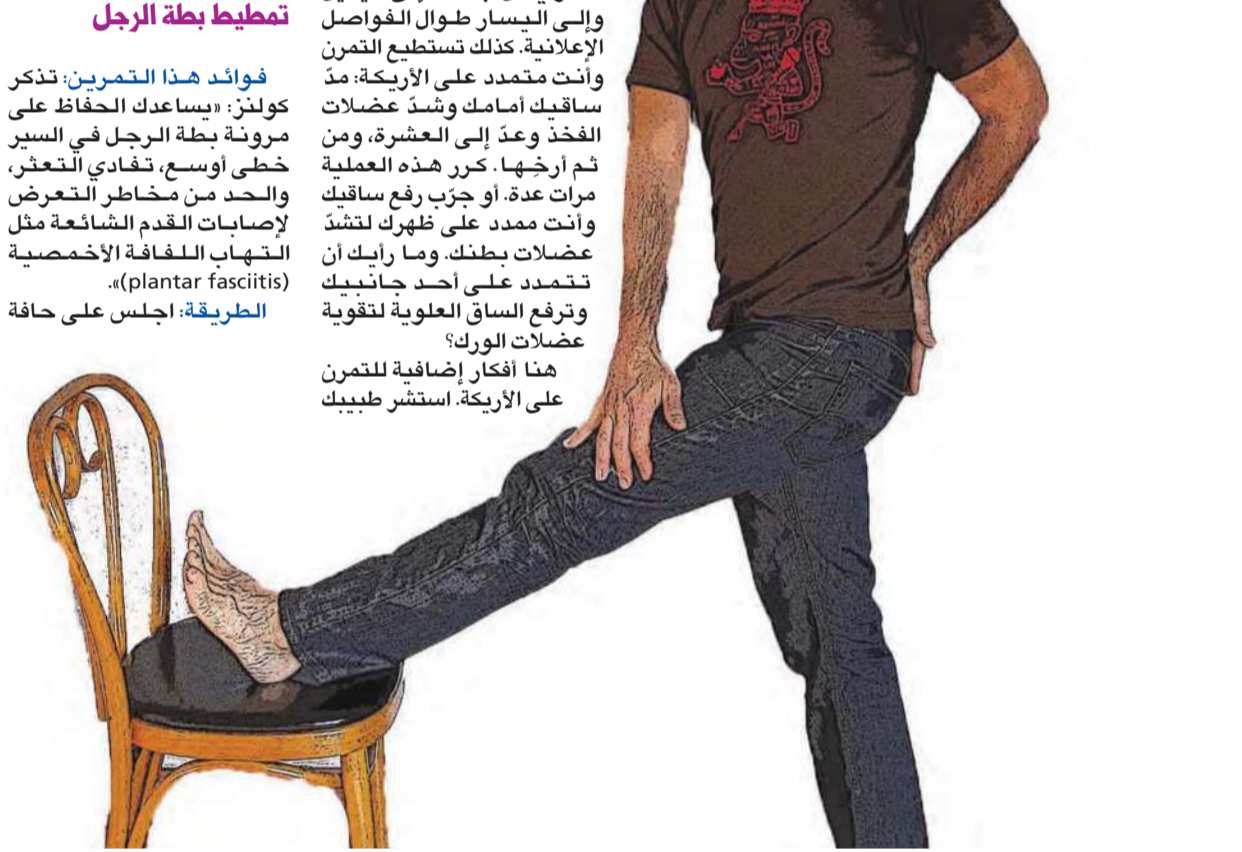 وإلى اليسار طوال الفواصل
الإعلانية. كذلك تستطيع التمرن
وأنت متمدد على الأريكة: مدّ
ساقيك أمامك وشدّ عضلات
الفخذ وعدّ إلى العشرة، ومن
ثم أرخِها. كرر هذه العملية
مرات عدة. أو جرّب رفع ساقيك
وأنت ممدد على ظهرك لتشدّ
عضلات بطنك. وما رأيك أن
تتمدد على أحد جانبيك
وترفع الساق العلوية لتقوية
عضلات الورك؟
هنا أفكار إضافية للتمرن
على الأريكة. استشر طبيبك
تمطيط بطة الرجل
فوائد هذا التمرين: تذكر
كولنز: «يساعدك الحفاظ على
مرونة بطة الرجل في السير
خطى أوسع، تفادي التعثر،
والحد من مخاطر التعرض
لإصابات القدم الشائعة مثل
التهاب اللفافة الأخمصية
(plantar fasciitis)».
الطريقة: اجلس على حافة